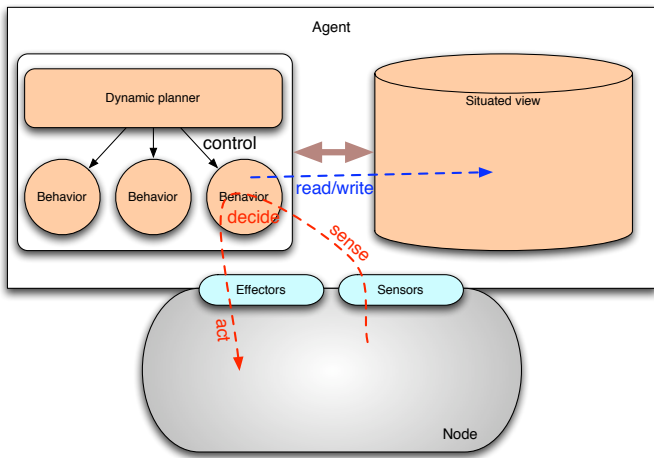 Agent
Dynamic planner
Situated view
control
Behavior
Behavior
Behavior
read/write
decide
sense
Effectors
Sensors
act
Node